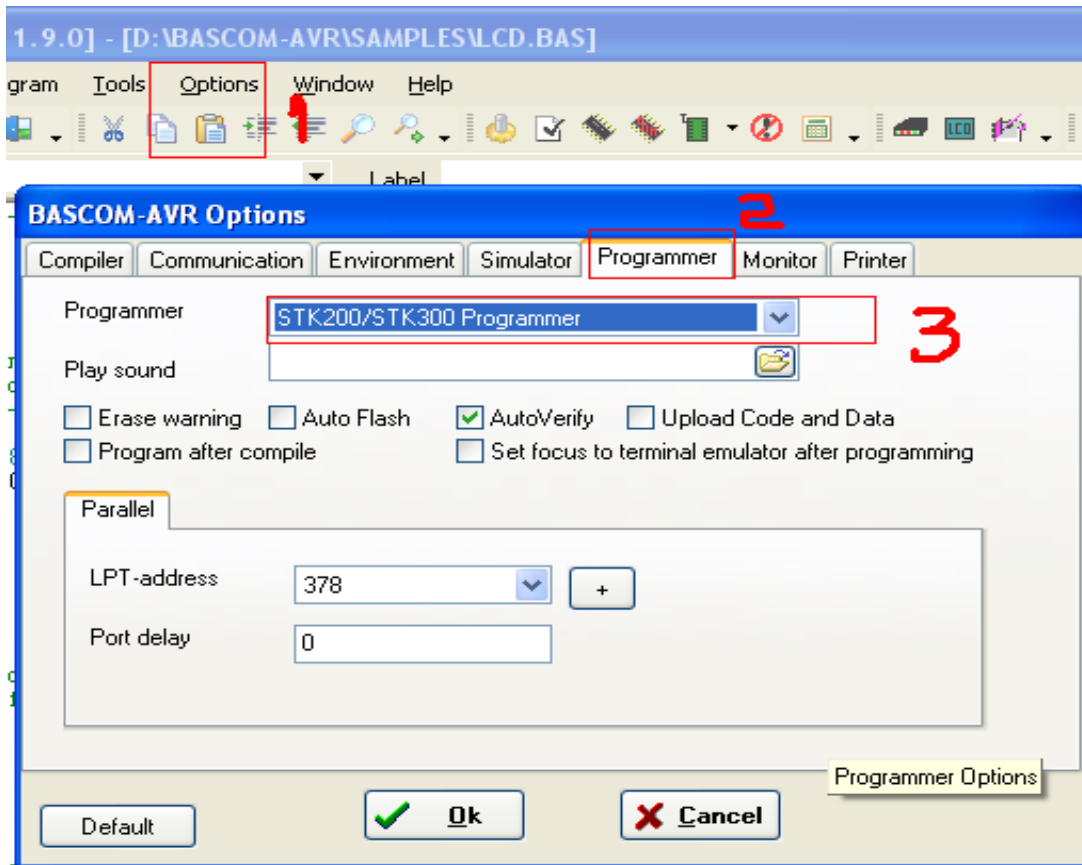 1.9.0] - [D:\BASCOM-AVR\SAMPLES\LCD.BAS]
gram Tools Options Window Help
1
LCD
Label
BASCOM-AVR Options
2
Compiler Communication Environment Simulator Programmer Monitor Printer
Programmer STK200/STK300 Programmer
3
Play sound
Erase warning Auto Flash AutoVerify Upload Code and Data
Program after compile Set focus to terminal emulator after programming
Parallel
LPT-address 378 +
Port delay 0
Programmer Options
Default Ok Cancel